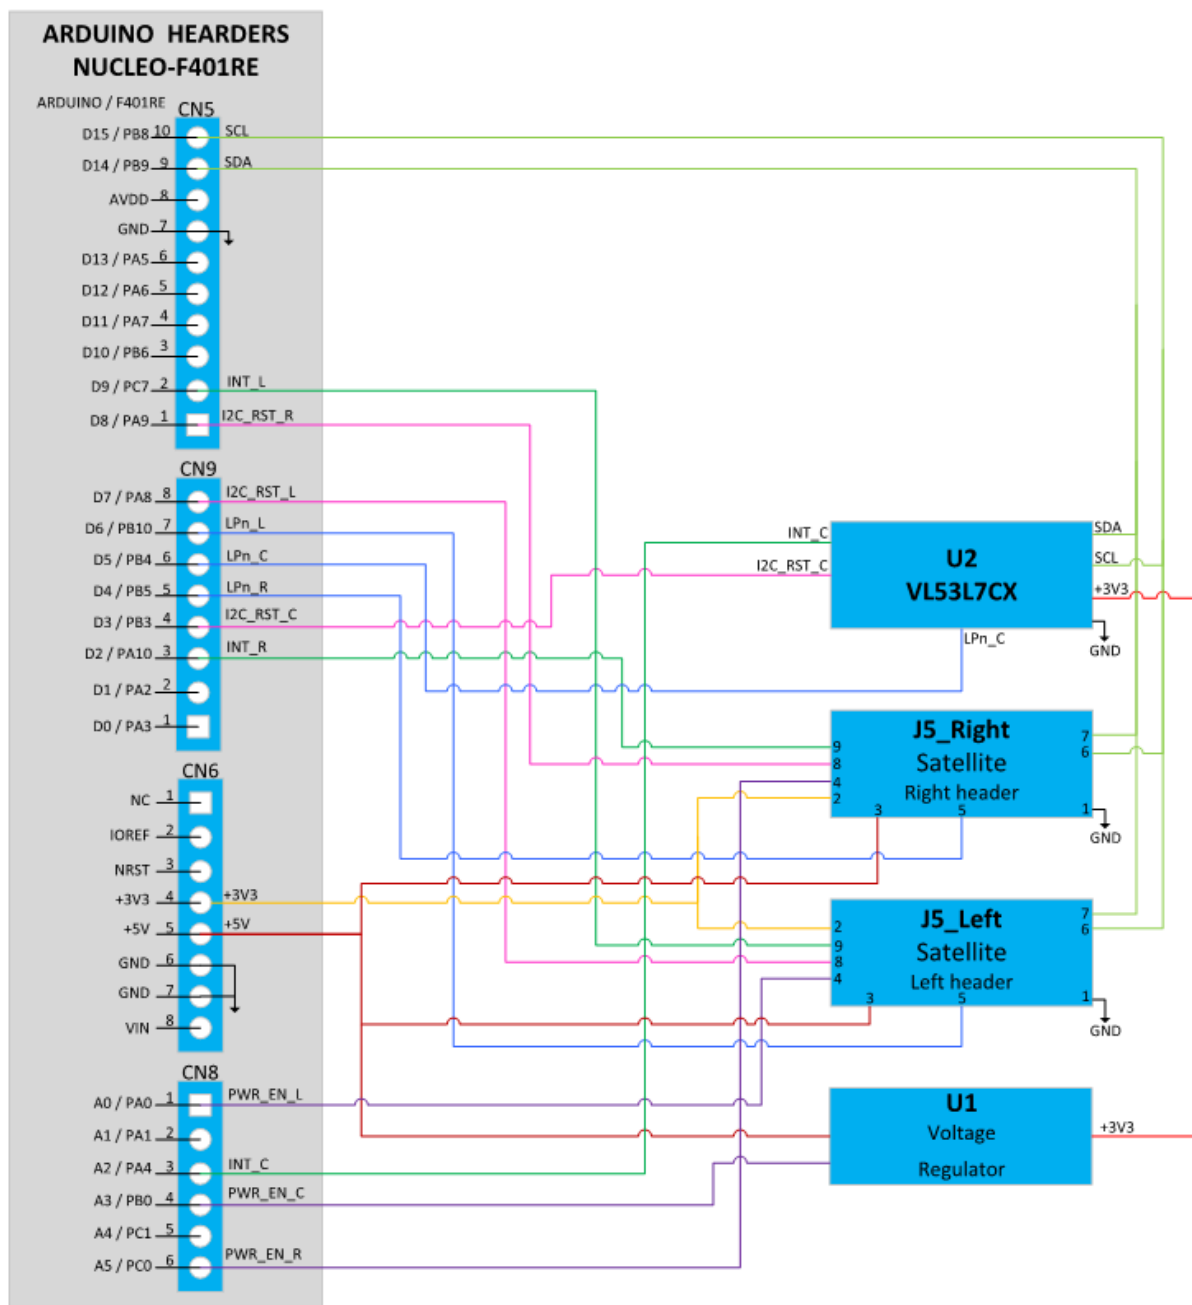 ARDUINO HEARDERS
NUCLEO-F401RE
ARDUINO / F401RE
CN5
D15 / PB8 10 SCL
D14 / PB9 9 SDA
AVDD 8
GND 7
D13 / PA5 6
D12 / PA6 5
D11 / PA7 4
D10 / PB6 3
D9 / PC7 2 INT_L
D8 / PA9 1 I2C_RST_R
CN9
D7 / PA8 8 I2C_RST_L
D6 / PB10 7 LPn_L
D5 / PB4 6 LPn_C
D4 / PB5 5 LPn_R
D3 / PB3 4 I2C_RST_C
D2 / PA10 3 INT_R
D1 / PA2 2
D0 / PA3 1
CN6
NC 1
IOREF 2
NRST 3
+3V3 4 +3V3
+5V 5 +5V
GND 6
GND 7
VIN 8
CN8
A0 / PA0 1 PWR_EN_L
A1 / PA1 2
A2 / PA4 3 INT_C
A3 / PB0 4 PWR_EN_C
A4 / PC1 5
A5 / PC0 6 PWR_EN_R
INT_C
I2C_RST_C
U2
VL53L7CX
SDA
SCL
+3V3
GND
LPn_C
J5_Right
Satellite
Right header
9
8
4
2
3
5
7
6
1
GND
J5_Left
Satellite
Left header
2
9
8
4
3
5
7
6
1
GND
U1
Voltage
Regulator
+3V3